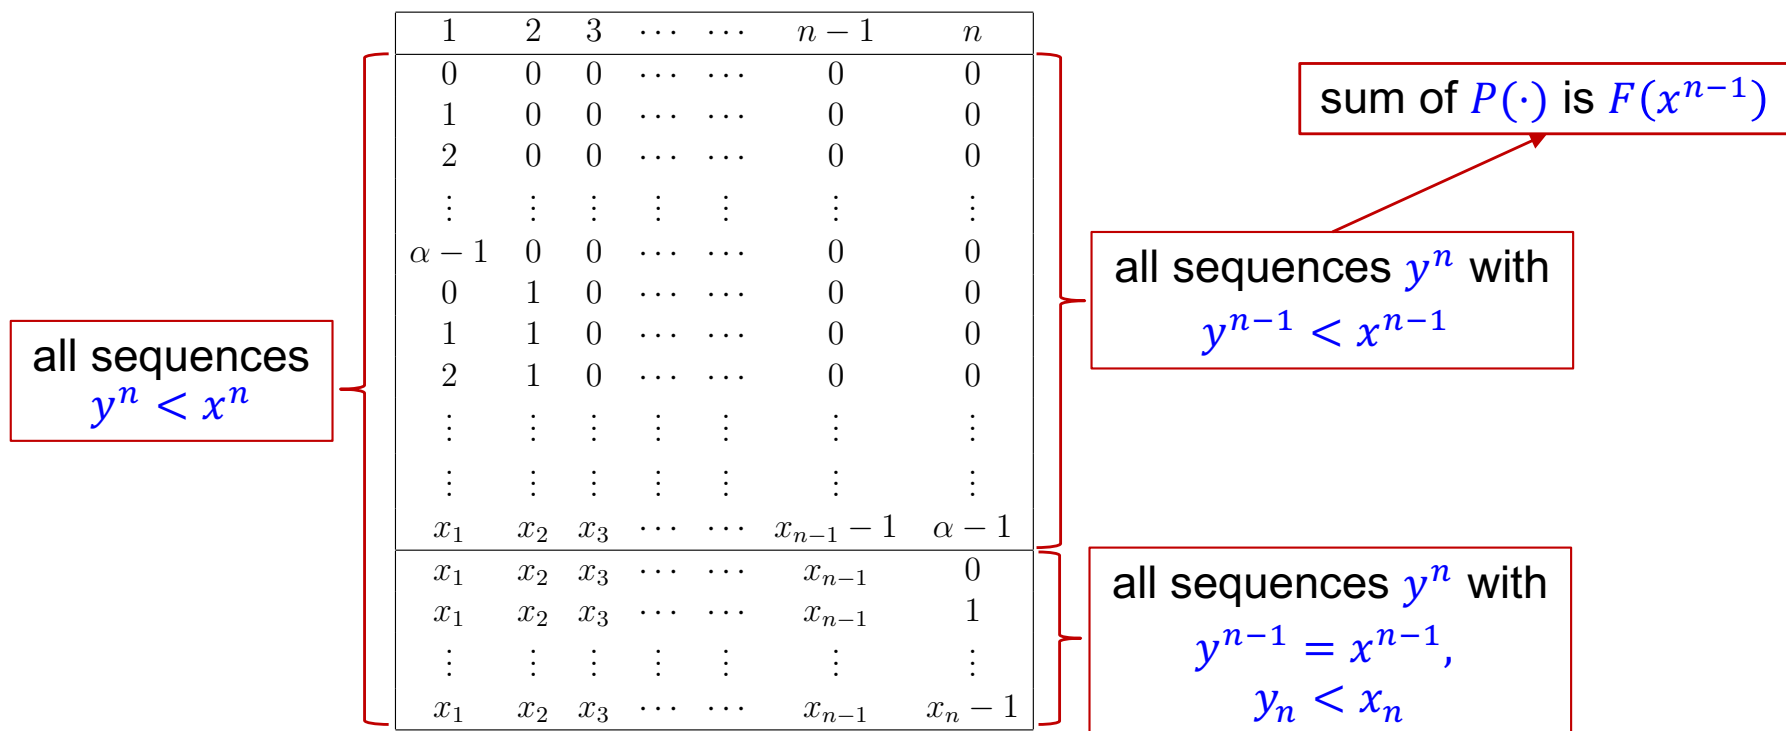 1 2 3 ⋯ ⋯ n − 1 n
0 0 0 ⋯ ⋯ 0 0
1 0 0 ⋯ ⋯ 0 0
2 0 0 ⋯ ⋯ 0 0
⋮ ⋮ ⋮ ⋮ ⋮ ⋮ ⋮
α − 1 0 0 ⋯ ⋯ 0 0
0 1 0 ⋯ ⋯ 0 0
1 1 0 ⋯ ⋯ 0 0
2 1 0 ⋯ ⋯ 0 0
⋮ ⋮ ⋮ ⋮ ⋮ ⋮ ⋮
⋮ ⋮ ⋮ ⋮ ⋮ ⋮ ⋮
x₁ x₂ x₃ ⋯ ⋯ xₙ₋₁ − 1 α − 1
x₁ x₂ x₃ ⋯ ⋯ xₙ₋₁ 0
x₁ x₂ x₃ ⋯ ⋯ xₙ₋₁ 1
⋮ ⋮ ⋮ ⋮ ⋮ ⋮ ⋮
x₁ x₂ x₃ ⋯ ⋯ xₙ₋₁ xₙ − 1
all sequences
yⁿ < xⁿ
sum of P(·) is F(xⁿ⁻¹)
all sequences yⁿ with
yⁿ⁻¹ < xⁿ⁻¹
all sequences yⁿ with
yⁿ⁻¹ = xⁿ⁻¹,
yₙ < xₙ